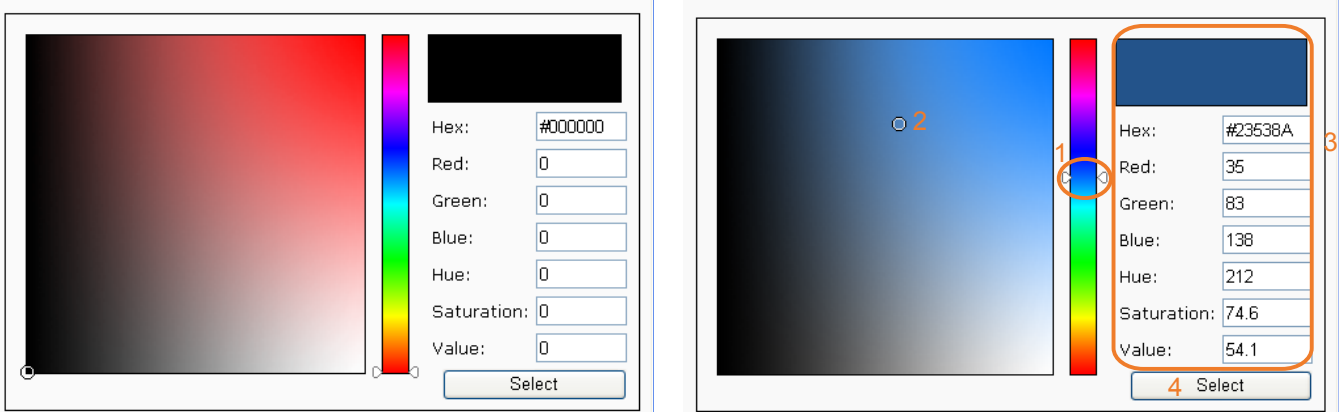 Hex: #000000
Red: 0
Green: 0
Blue: 0
Hue: 0
Saturation: 0
Value: 0
Select
1
2
3
Hex: #23538A
Red: 35
Green: 83
Blue: 138
Hue: 212
Saturation: 74.6
Value: 54.1
4 Select